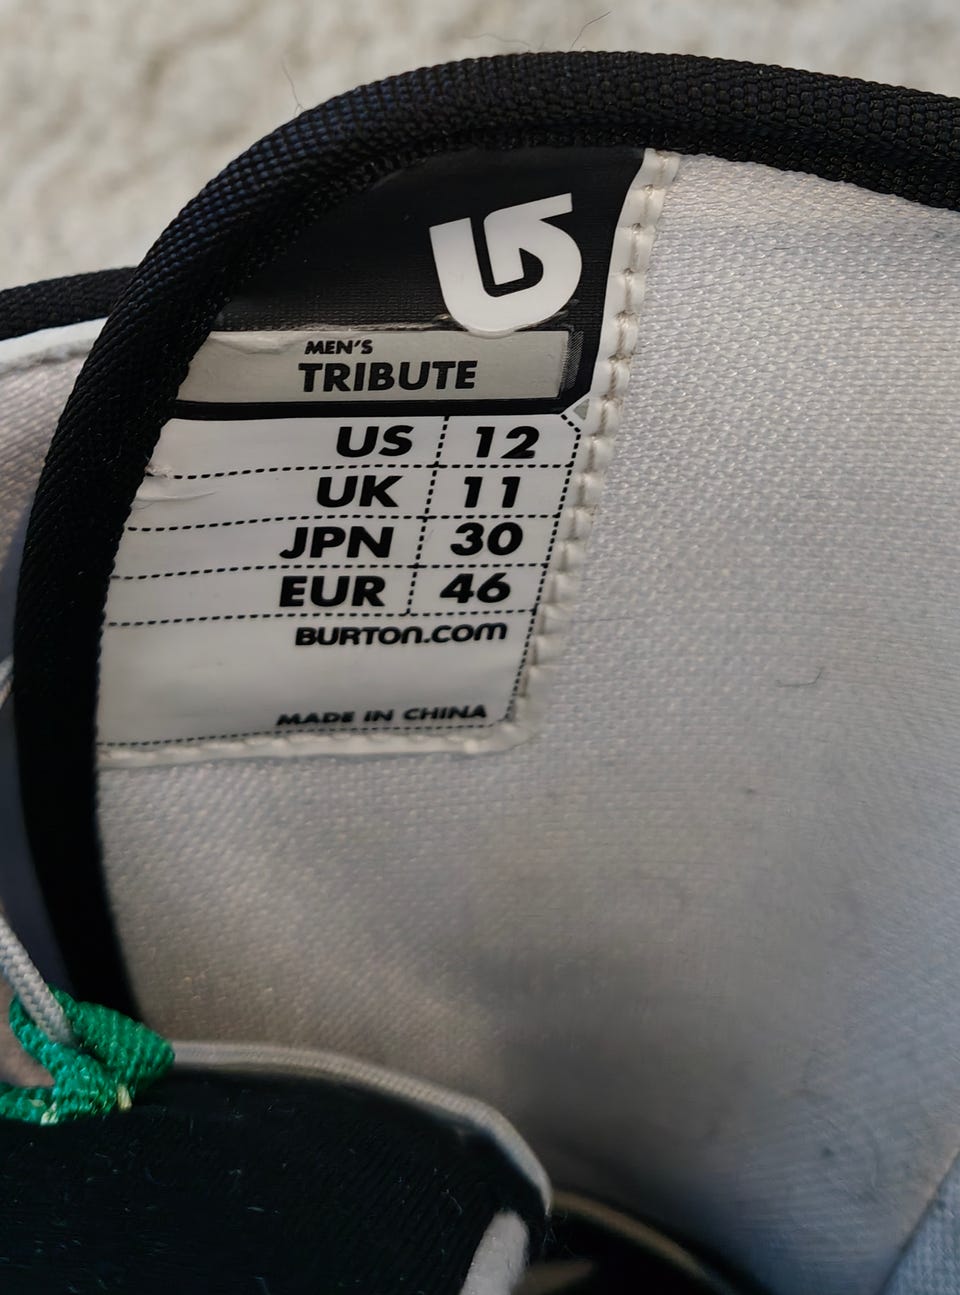 MEN'S
TRIBUTE
US 12
UK 11
JPN 30
EUR 46
BURTON.COM
MADE IN CHINA